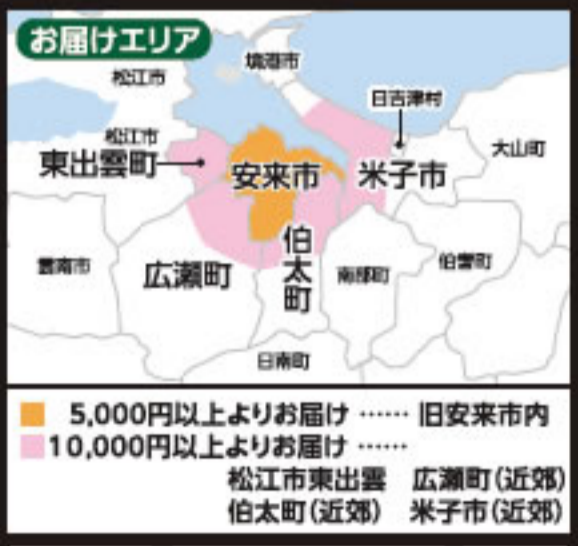 お届けエリア
境港市
松江市
日吉津村
松江市
東出雲町
安来市
米子市
大山町
広瀬町
伯太町
雲南市
南部町
伯耆町
日南町
5,000円以上よりお届け …… 旧安来市内
10,000円以上よりお届け ……
松江市東出雲 広瀬町(近郊)
伯太町(近郊) 米子市(近郊)